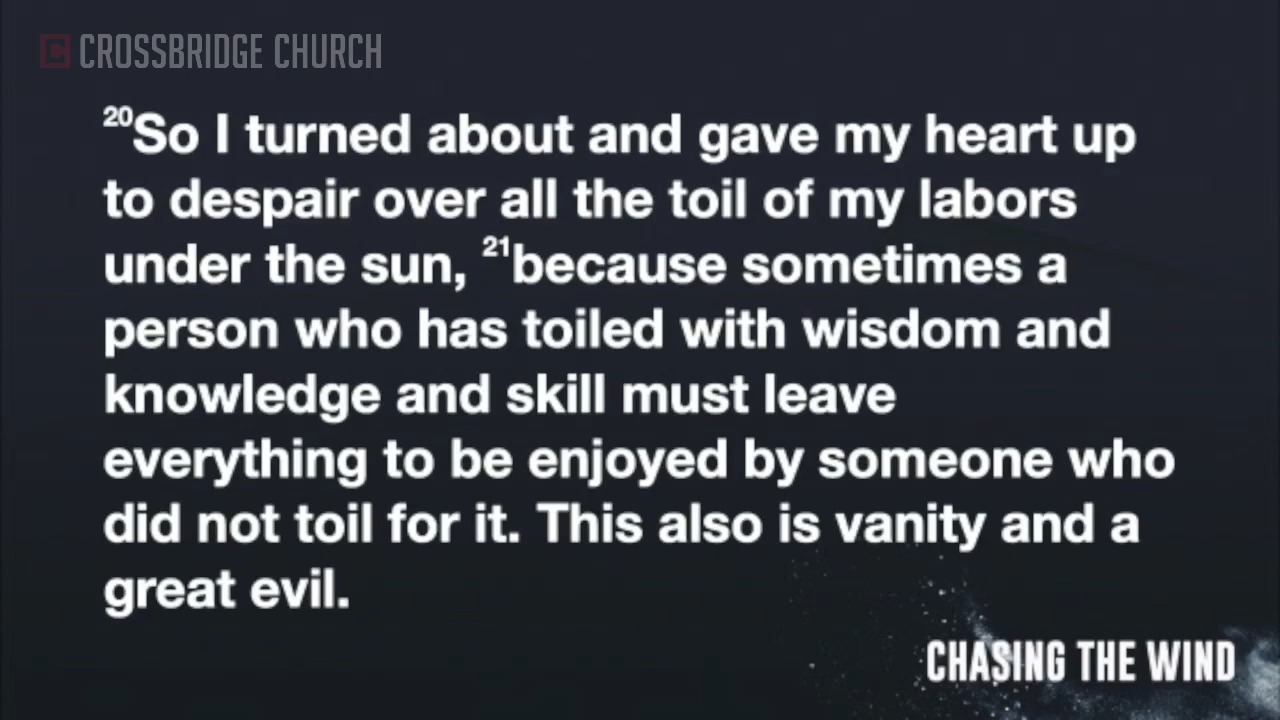 CROSSBRIDGE CHURCH
20So I turned about and gave my heart up
to despair over all the toil of my labors
under the sun, 21because sometimes a
person who has toiled with wisdom and
knowledge and skill must leave
everything to be enjoyed by someone who
did not toil for it. This also is vanity and a
great evil.
CHASING THE WIND